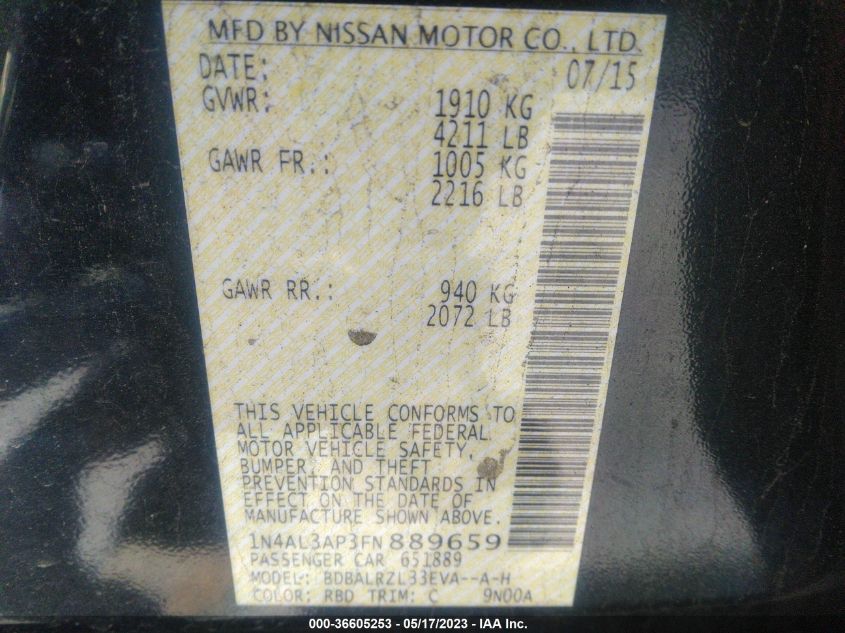 MFD BY NISSAN MOTOR CO., LTD.
DATE: 07/15
GVWR: 1910 KG
4211 LB
GAWR FR.: 1005 KG
2216 LB
GAWR RR.: 940 KG
2072 LB
THIS VEHICLE CONFORMS TO
ALL APPLICABLE FEDERAL
MOTOR VEHICLE SAFETY,
BUMPER, AND THEFT
PREVENTION STANDARDS IN
EFFECT ON THE DATE OF
MANUFACTURE SHOWN ABOVE.
1N4AL3AP3FN889659
PASSENGER CAR 651889
MODEL: BDBALRZL33EVA--A-H
COLOR: RBD TRIM: C 9N00A
000-36605253 - 05/17/2023 - IAA Inc.